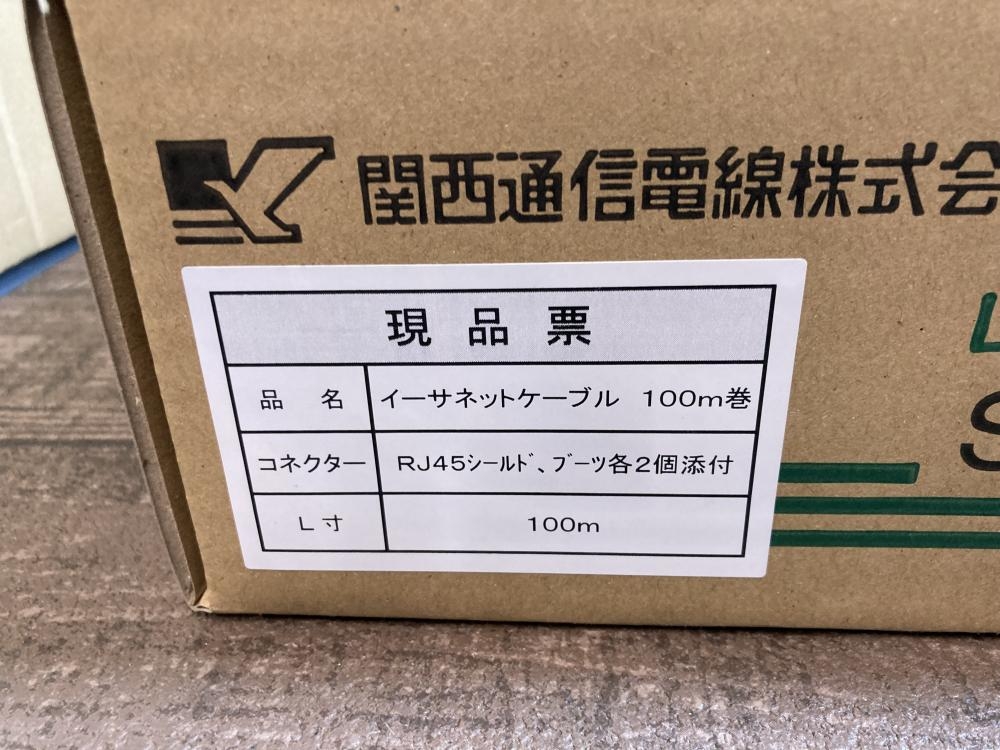 関西通信電線株式会
現品票
品名 イーサネットケーブル 100m巻
コネクター RJ45ｼｰﾙﾄﾞ、ﾌﾞｰﾂ各2個添付
L寸 100m
L
S